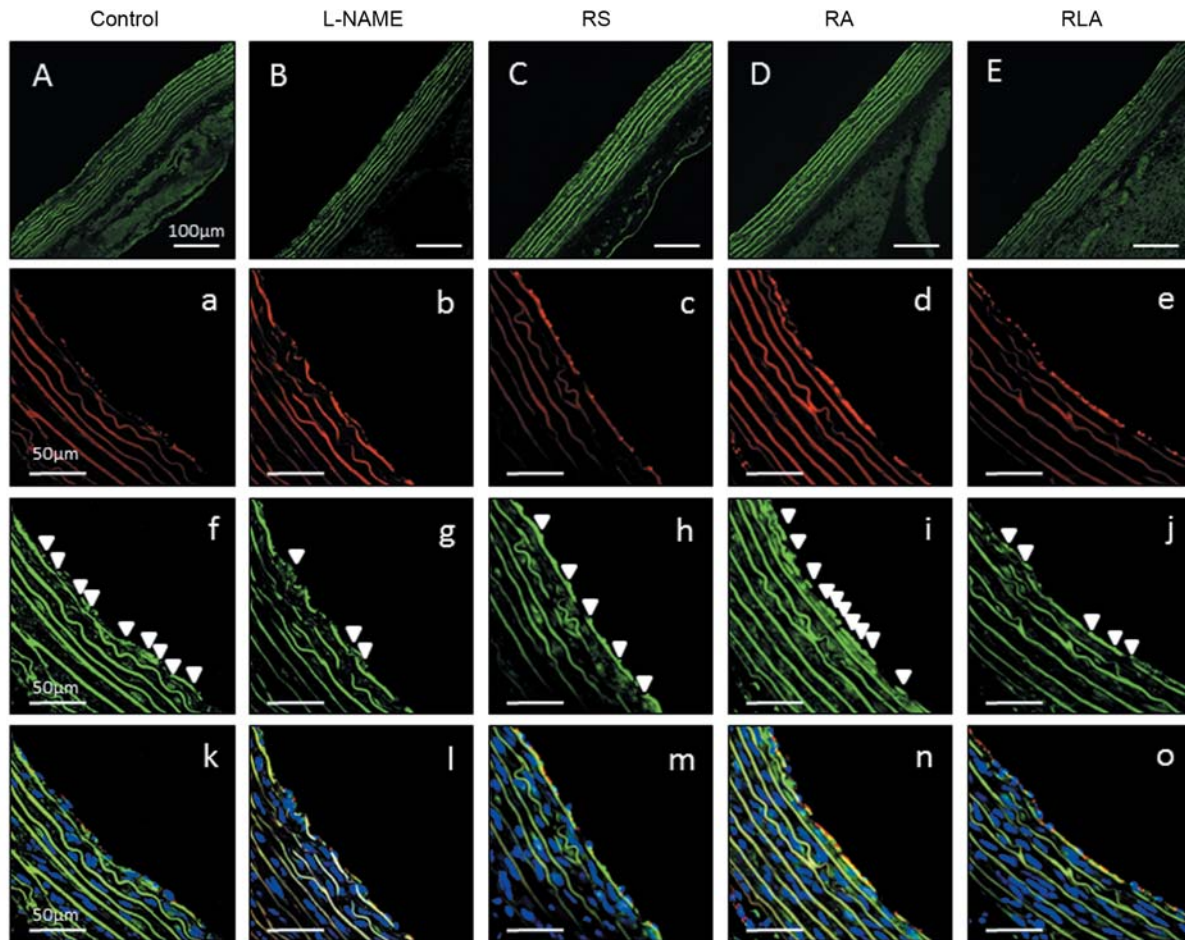 Control L-NAME RS RA RLA
A B C D E
100µm
a b c d e
50µm
f g h i j
50µm
k l m n o
50µm